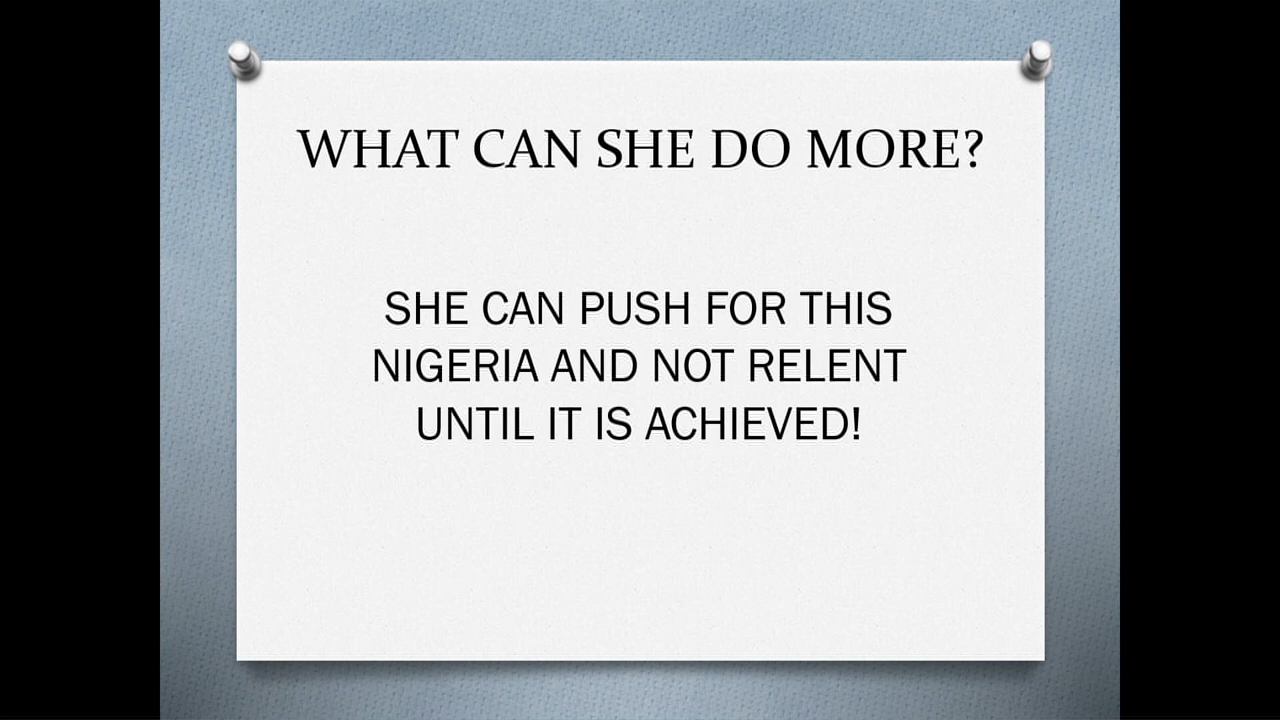 WHAT CAN SHE DO MORE?
SHE CAN PUSH FOR THIS
NIGERIA AND NOT RELENT
UNTIL IT IS ACHIEVED!